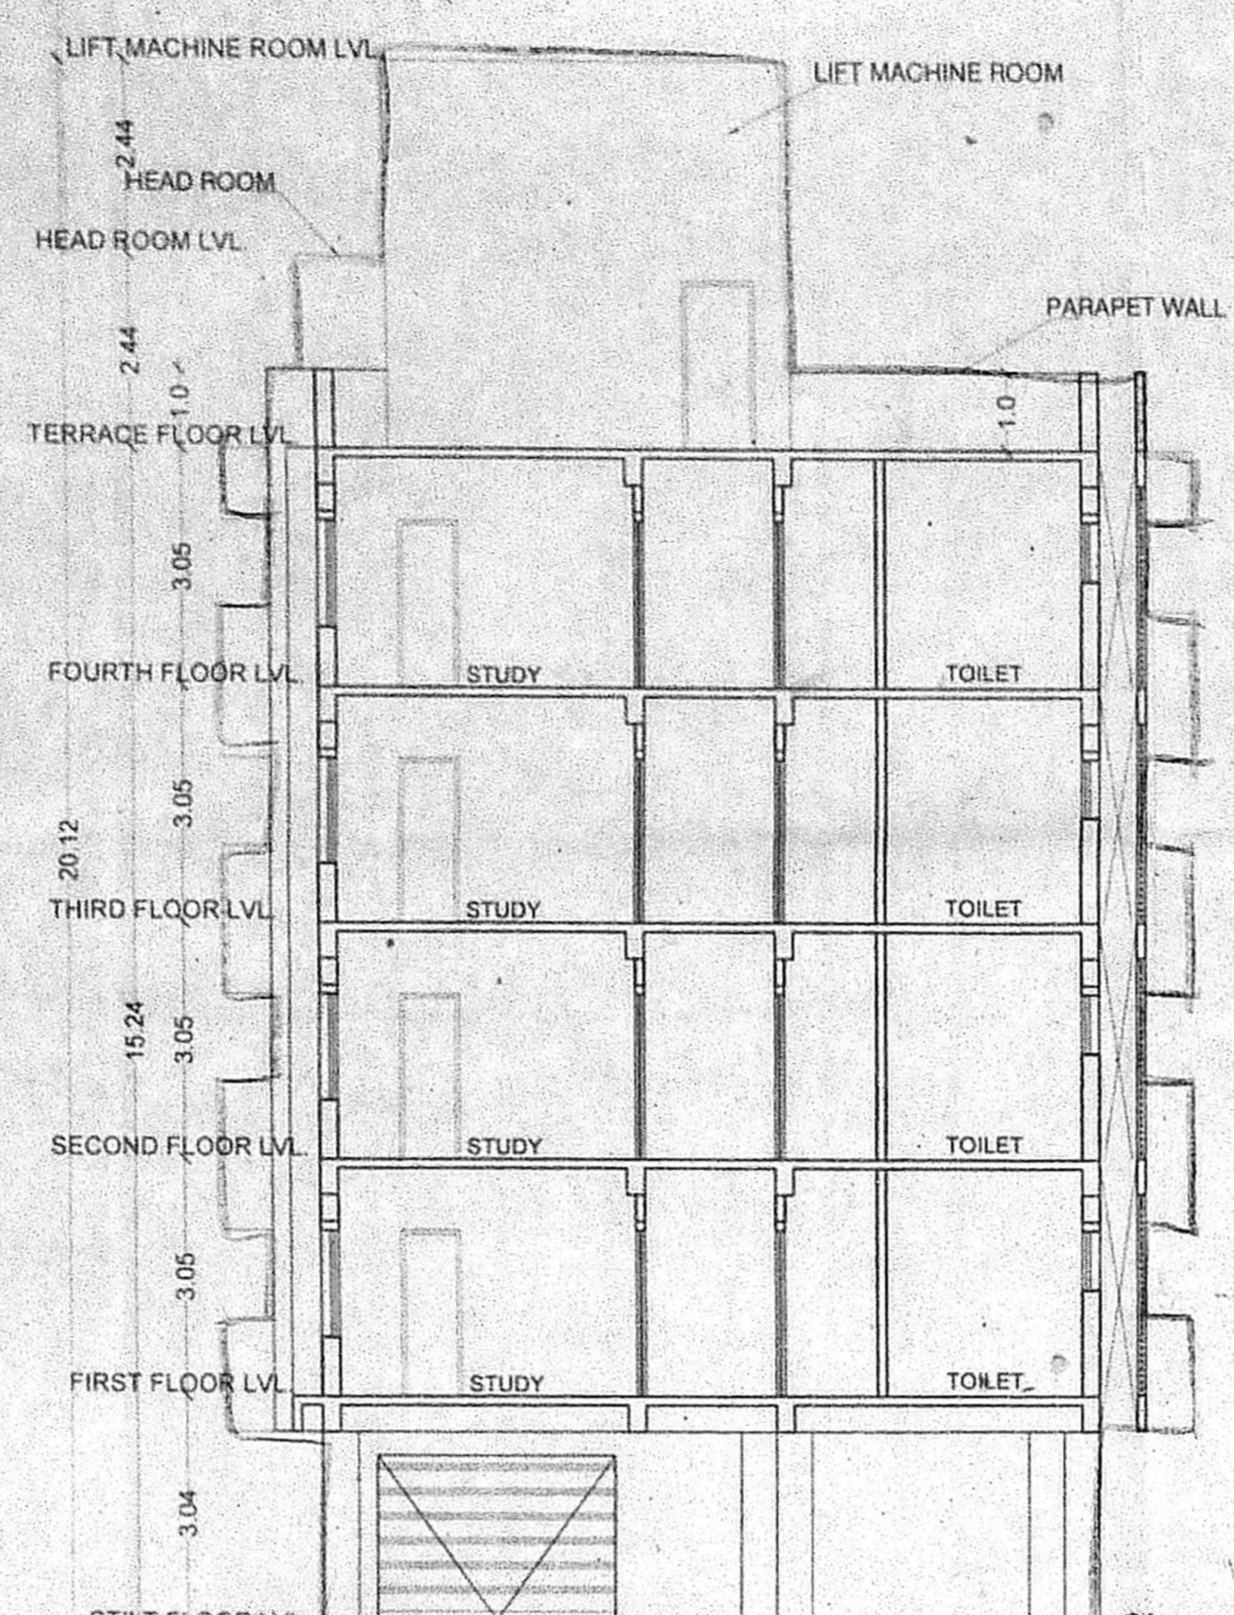 LIFT MACHINE ROOM LVL.
LIFT MACHINE ROOM
2.44
HEAD ROOM
HEAD ROOM LVL.
PARAPET WALL
2.44
1.0
1.0
TERRACE FLOOR LVL.
3.05
FOURTH FLOOR LVL.
STUDY
TOILET
3.05
20.12
THIRD FLOOR LVL.
STUDY
TOILET
15.24
3.05
SECOND FLOOR LVL.
STUDY
TOILET
3.05
FIRST FLOOR LVL.
STUDY
TOILET
3.04
STILT FLOOR LVL.